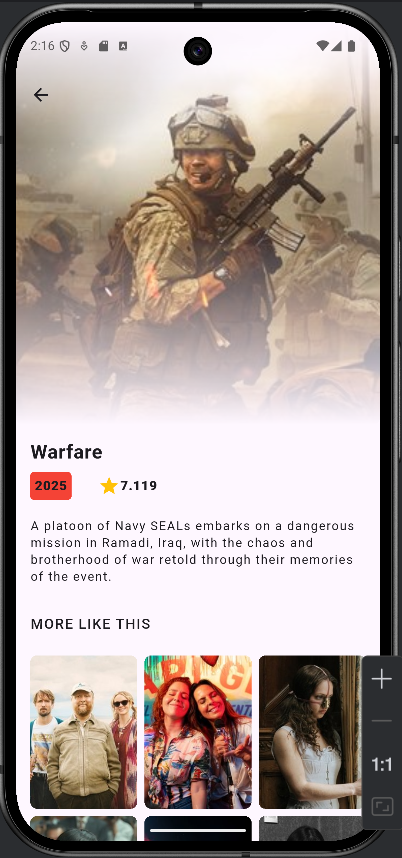 2:16
A
Warfare
2025 7.119
A platoon of Navy SEALs embarks on a dangerous
mission in Ramadi, Iraq, with the chaos and
brotherhood of war retold through their memories
of the event.
MORE LIKE THIS
1:1